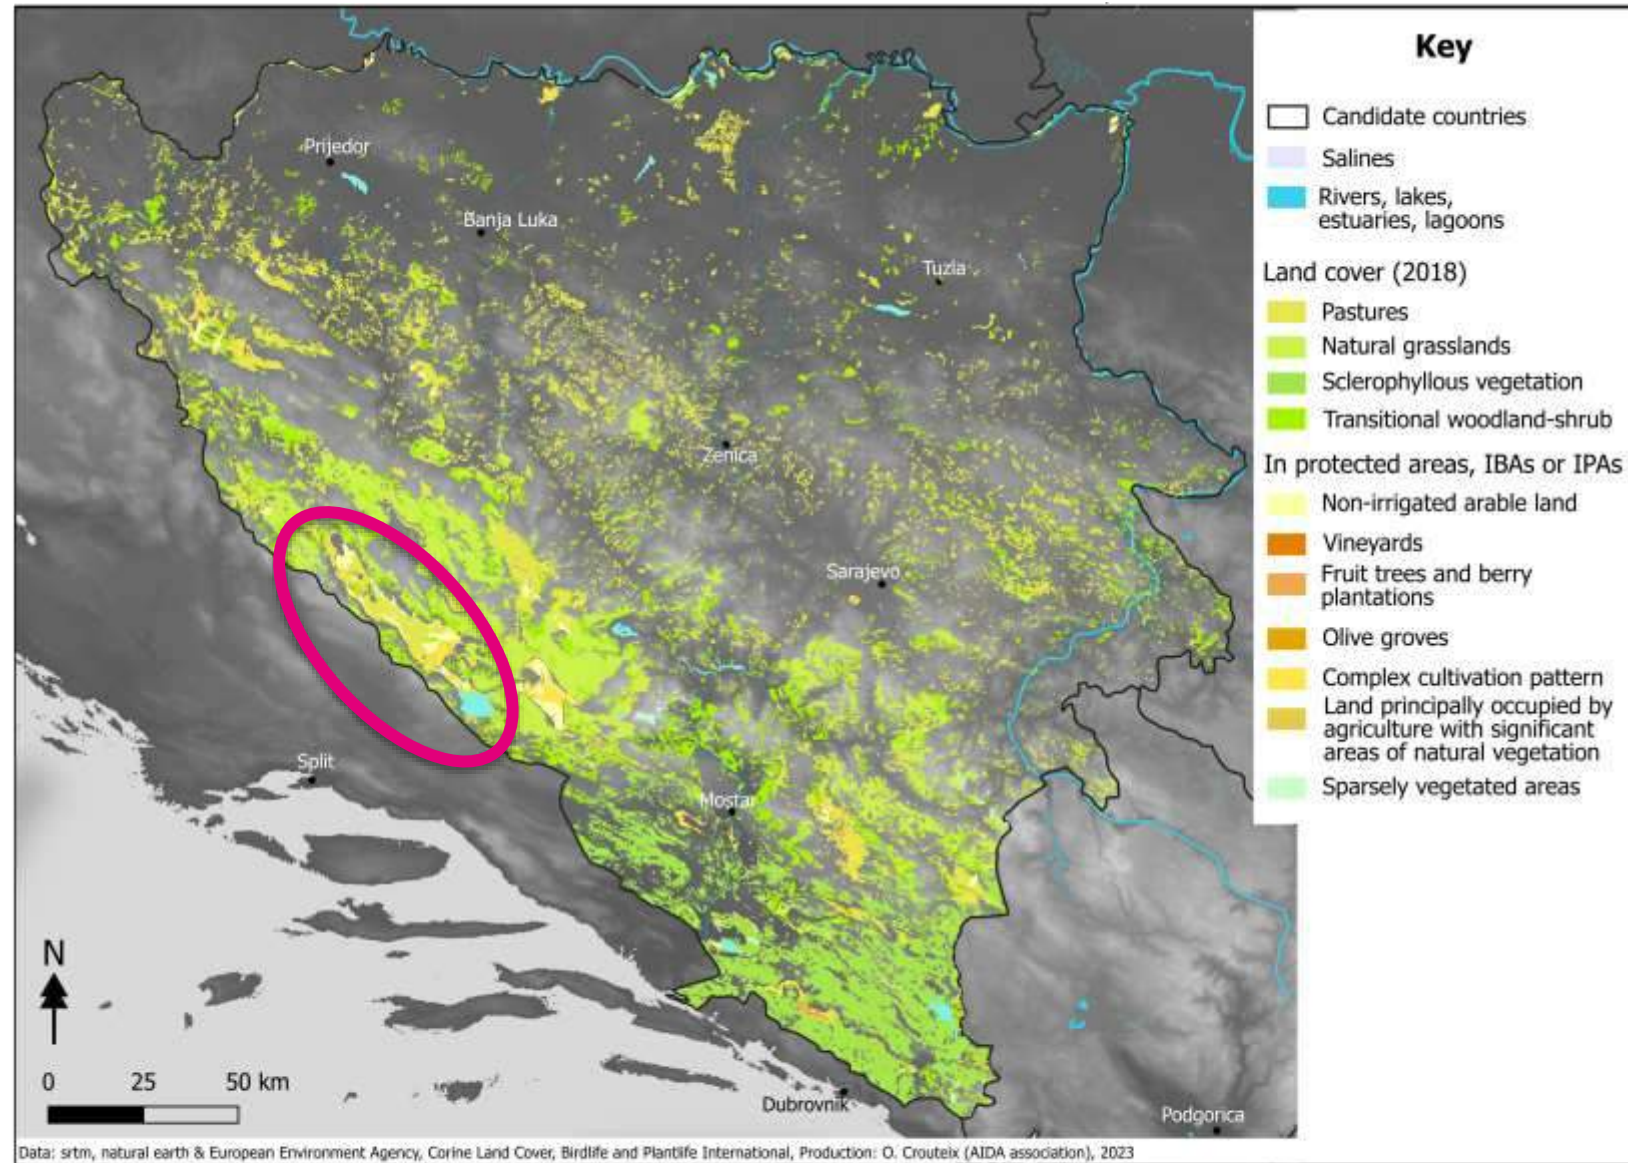 Key
Candidate countries
Salines
Rivers, lakes,
estuaries, lagoons
Land cover (2018)
Pastures
Natural grasslands
Sclerophyllous vegetation
Transitional woodland-shrub
In protected areas, IBAs or IPAs
Non-irrigated arable land
Vineyards
Fruit trees and berry
plantations
Olive groves
Complex cultivation pattern
Land principally occupied by
agriculture with significant
areas of natural vegetation
Sparsely vegetated areas
Prijedor
Banja Luka
Tuzla
Zenica
Sarajevo
Split
Mostar
N
0 25 50 km
Dubrovnik
Podgorica
Data: srtm, natural earth & European Environment Agency, Corine Land Cover, Birdlife and Plantlife International, Production: O. Crouteix (AIDA association), 2023